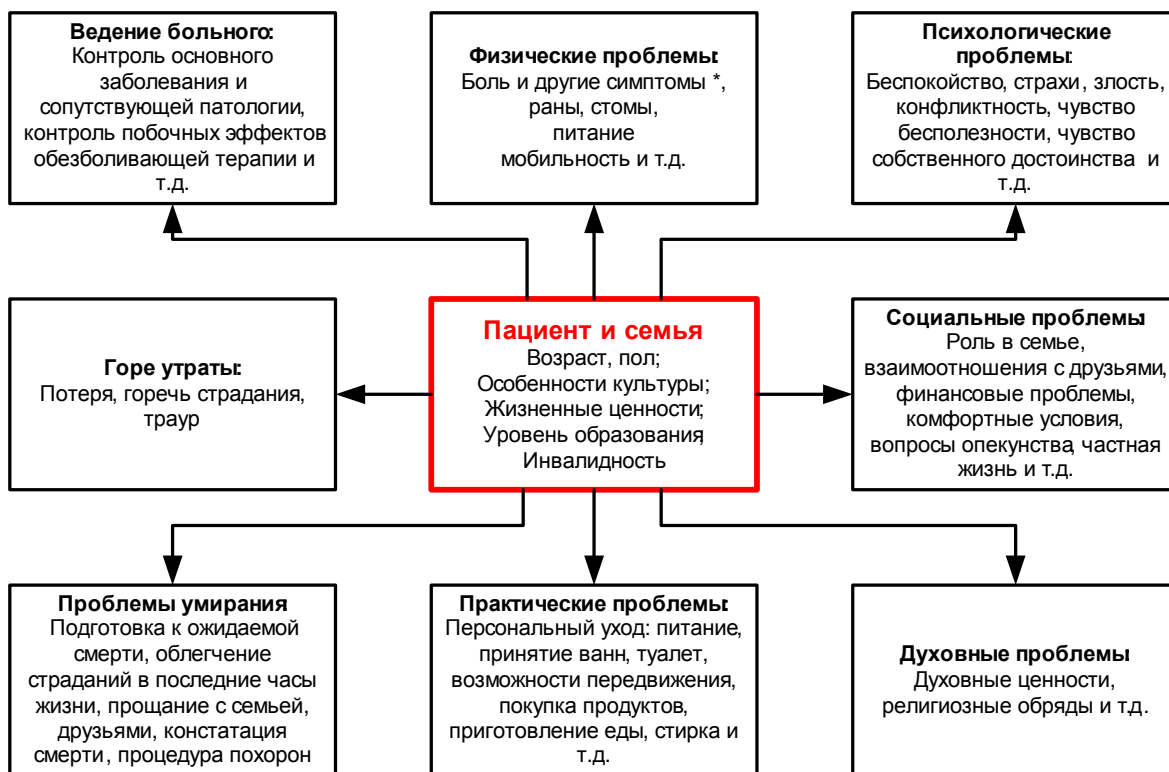 Ведение больного:
Контроль основного
заболевания и
сопутствующей патологии,
контроль побочных эффектов
обезболивающей терапии и
т.д.
Физические проблемы:
Боль и другие симптомы *,
раны, стомы,
питание
мобильность и т.д.
Психологические
проблемы:
Беспокойство, страхи, злость,
конфликтность, чувство
бесполезности, чувство
собственного достоинства и
т.д.
Горе утраты:
Потеря, горечь страдания,
траур
Пациент и семья
Возраст, пол;
Особенности культуры;
Жизненные ценности;
Уровень образования;
Инвалидность
Социальные проблемы:
Роль в семье,
взаимоотношения с друзьями,
финансовые проблемы,
комфортные условия,
вопросы опекунства, частная
жизнь и т.д.
Проблемы умирания
Подготовка к ожидаемой
смерти, облегчение
страданий в последние часы
жизни, прощание с семьей,
друзьями, констатация
смерти, процедура похорон
Практические проблемы:
Персональный уход: питание,
принятие ванн, туалет,
возможности передвижения,
покупка продуктов,
приготовление еды, стирка и
т.д.
Духовные проблемы:
Духовные ценности,
религиозные обряды и т.д.